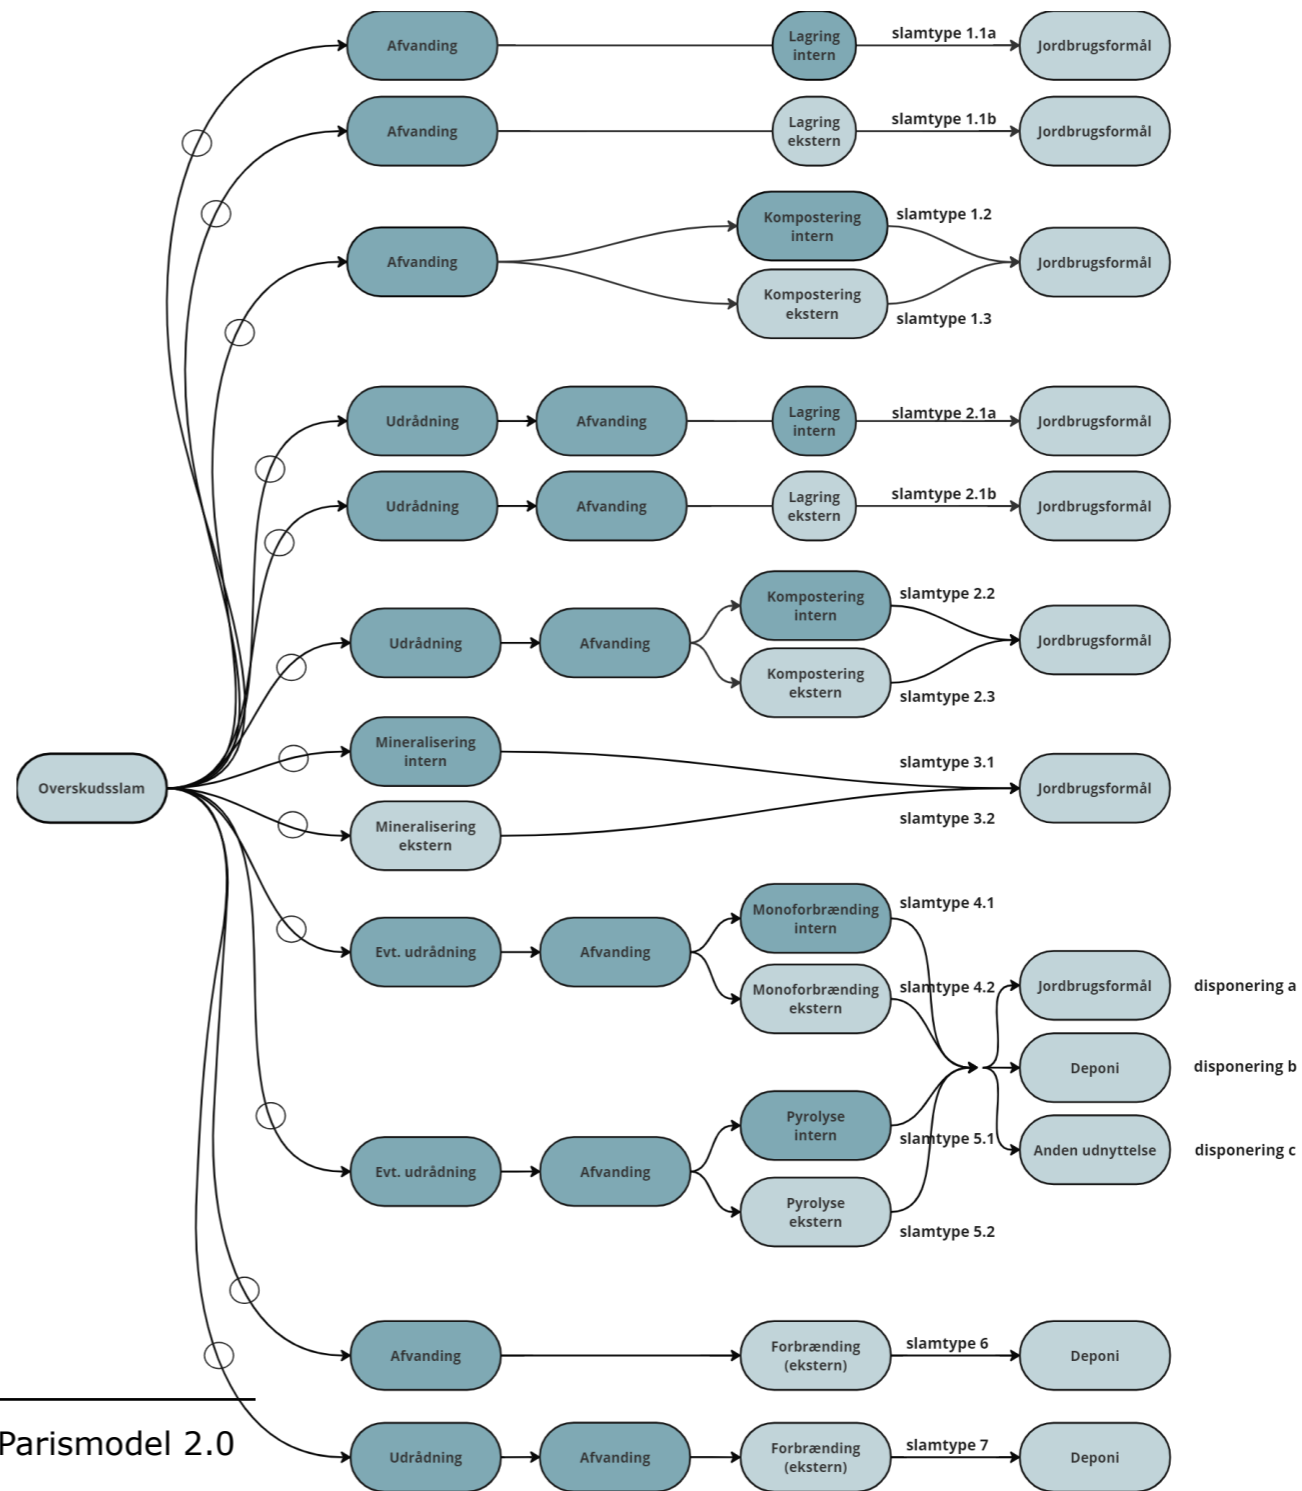 Afvanding
Lagring
intern
slamtype 1.1a
Jordbrugsformål
Afvanding
Lagring
ekstern
slamtype 1.1b
Jordbrugsformål
Afvanding
Kompostering
intern
slamtype 1.2
Kompostering
ekstern
slamtype 1.3
Jordbrugsformål
Udrådning
Afvanding
Lagring
intern
slamtype 2.1a
Jordbrugsformål
Udrådning
Afvanding
Lagring
ekstern
slamtype 2.1b
Jordbrugsformål
Udrådning
Afvanding
Kompostering
intern
slamtype 2.2
Kompostering
ekstern
slamtype 2.3
Jordbrugsformål
Overskudsslam
Mineralisering
intern
slamtype 3.1
Mineralisering
ekstern
slamtype 3.2
Jordbrugsformål
Evt. udrådning
Afvanding
Monoforbrænding
intern
slamtype 4.1
Monoforbrænding
ekstern
slamtype 4.2
Jordbrugsformål
disponering a
Deponi
disponering b
Anden udnyttelse
disponering c
Evt. udrådning
Afvanding
Pyrolyse
intern
slamtype 5.1
Pyrolyse
ekstern
slamtype 5.2
Afvanding
Forbrænding
(ekstern)
slamtype 6
Deponi
Parismodel 2.0
Udrådning
Afvanding
Forbrænding
(ekstern)
slamtype 7
Deponi